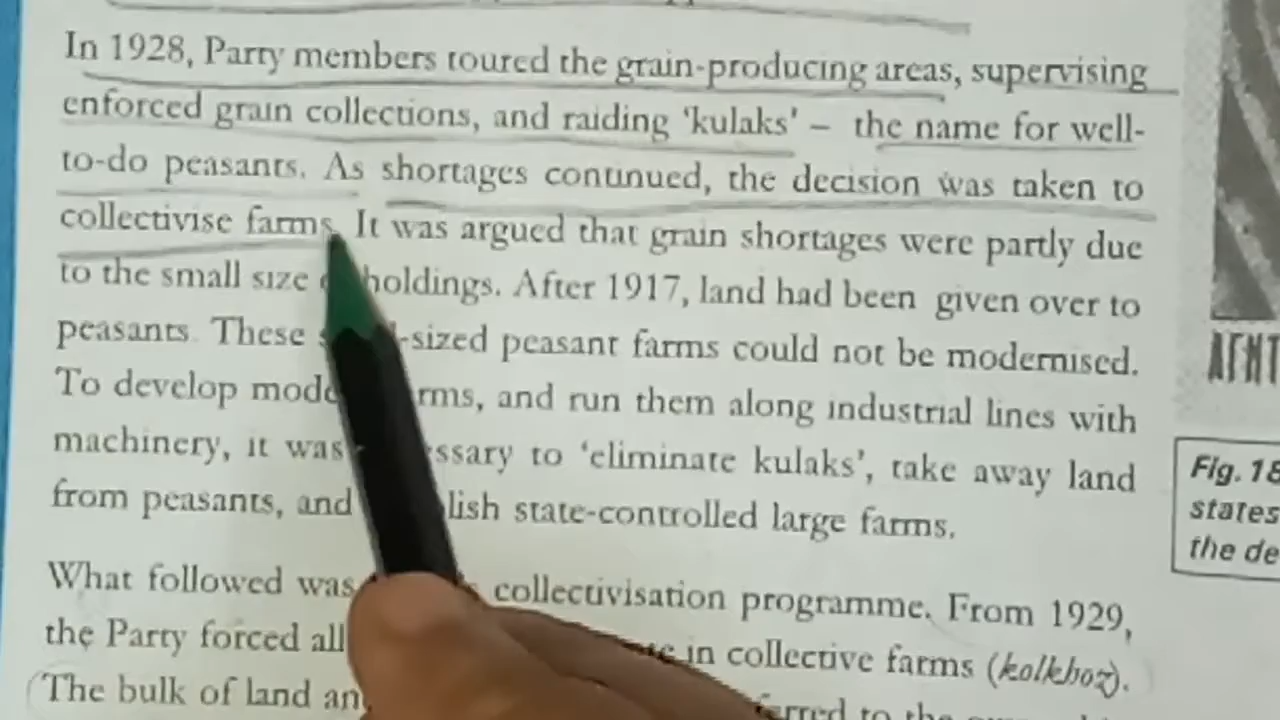 In 1928, Party members toured the grain-producing areas, supervising
enforced grain collections, and raiding 'kulaks' – the name for well-
to-do peasants. As shortages continued, the decision was taken to
collectivise farms. It was argued that grain shortages were partly due
to the small size holdings. After 1917, land had been given over to
peasants. These -sized peasant farms could not be modernised.
To develop mode rms, and run them along industrial lines with
machinery, it was ssary to 'eliminate kulaks', take away land
from peasants, and lish state-controlled large farms.
What followed was collectivisation programme. From 1929,
the Party forced all in collective farms (kolkhoz).
The bulk of land an rred to the
Fig. 18
states
the de